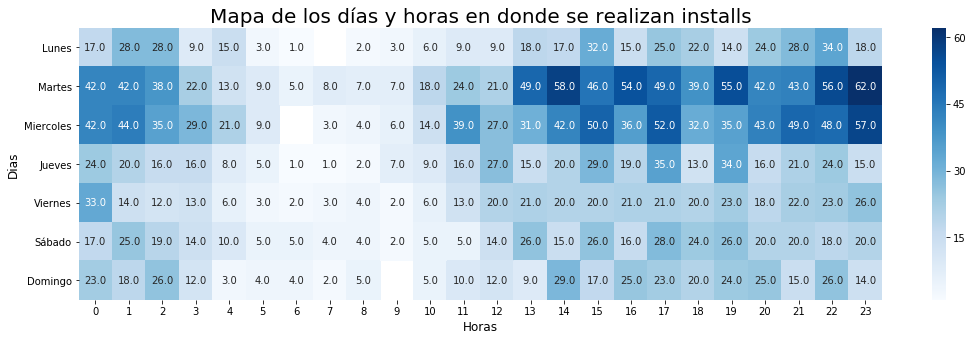 Mapa de los días y horas en donde se realizan installs
Lunes 17.0 28.0 28.0 9.0 15.0 3.0 1.0 2.0 3.0 6.0 9.0 9.0 18.0 17.0 32.0 15.0 25.0 22.0 14.0 24.0 28.0 34.0 18.0
Martes 42.0 42.0 38.0 22.0 13.0 9.0 5.0 8.0 7.0 7.0 18.0 24.0 21.0 49.0 58.0 46.0 54.0 49.0 39.0 55.0 42.0 43.0 56.0 62.0
Miercoles 42.0 44.0 35.0 29.0 21.0 9.0 3.0 4.0 6.0 14.0 39.0 27.0 31.0 42.0 50.0 36.0 52.0 32.0 35.0 43.0 49.0 48.0 57.0
Jueves 24.0 20.0 16.0 16.0 8.0 5.0 1.0 1.0 2.0 7.0 9.0 16.0 27.0 15.0 20.0 29.0 19.0 35.0 13.0 34.0 16.0 21.0 24.0 15.0
Viernes 33.0 14.0 12.0 13.0 6.0 3.0 2.0 3.0 4.0 2.0 6.0 13.0 20.0 21.0 20.0 20.0 21.0 21.0 20.0 23.0 18.0 22.0 23.0 26.0
Sábado 17.0 25.0 19.0 14.0 10.0 5.0 5.0 4.0 4.0 2.0 5.0 5.0 14.0 26.0 15.0 26.0 16.0 28.0 24.0 26.0 20.0 20.0 18.0 20.0
Domingo 23.0 18.0 26.0 12.0 3.0 4.0 4.0 2.0 5.0 5.0 10.0 12.0 9.0 29.0 17.0 25.0 23.0 20.0 24.0 25.0 15.0 26.0 14.0
0 1 2 3 4 5 6 7 8 9 10 11 12 13 14 15 16 17 18 19 20 21 22 23
Horas
Dias
60
45
30
15